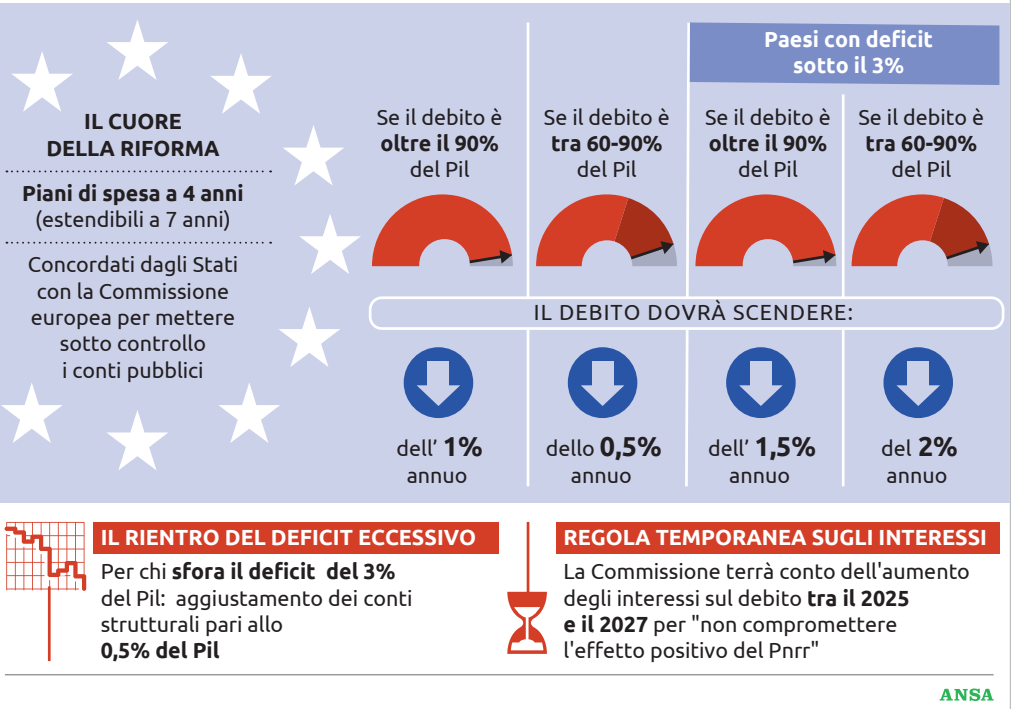 IL CUORE
DELLA RIFORMA
Piani di spesa a 4 anni
(estendibili a 7 anni)
Concordati dagli Stati
con la Commissione
europea per mettere
sotto controllo
i conti pubblici
Paesi con deficit
sotto il 3%
Se il debito è
oltre il 90%
del Pil
Se il debito è
tra 60-90%
del Pil
Se il debito è
oltre il 90%
del Pil
Se il debito è
tra 60-90%
del Pil
IL DEBITO DOVRÀ SCENDERE:
dell' 1%
annuo
dello 0,5%
annuo
dell' 1,5%
annuo
del 2%
annuo
IL RIENTRO DEL DEFICIT ECCESSIVO
Per chi sfora il deficit del 3%
del Pil: aggiustamento dei conti
strutturali pari allo
0,5% del Pil
REGOLA TEMPORANEA SUGLI INTERESSI
La Commissione terrà conto dell'aumento
degli interessi sul debito tra il 2025
e il 2027 per "non compromettere
l'effetto positivo del Pnrr"
ANSA